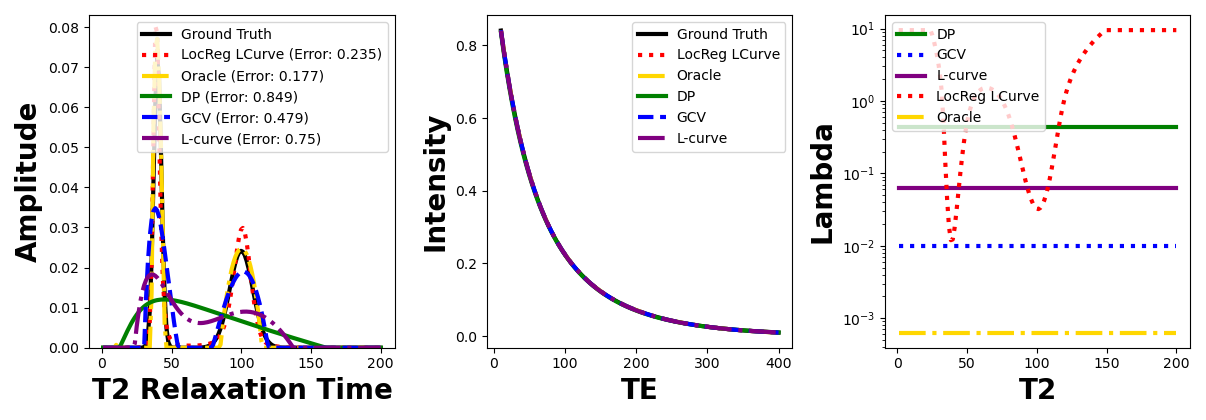 0.08
0.07
0.06
0.05
0.04
0.03
0.02
0.01
0.00
Amplitude
0
50
100
150
200
T2 Relaxation Time
Ground Truth
LocReg LCurve (Error: 0.235)
Oracle (Error: 0.177)
DP (Error: 0.849)
GCV (Error: 0.479)
L-curve (Error: 0.75)
0.8
0.6
0.4
0.2
0.0
Intensity
0
100
200
300
400
TE
Ground Truth
LocReg LCurve
Oracle
DP
GCV
L-curve
10¹
10⁰
10⁻¹
10⁻²
10⁻³
Lambda
0
50
100
150
200
T2
DP
GCV
L-curve
LocReg LCurve
Oracle